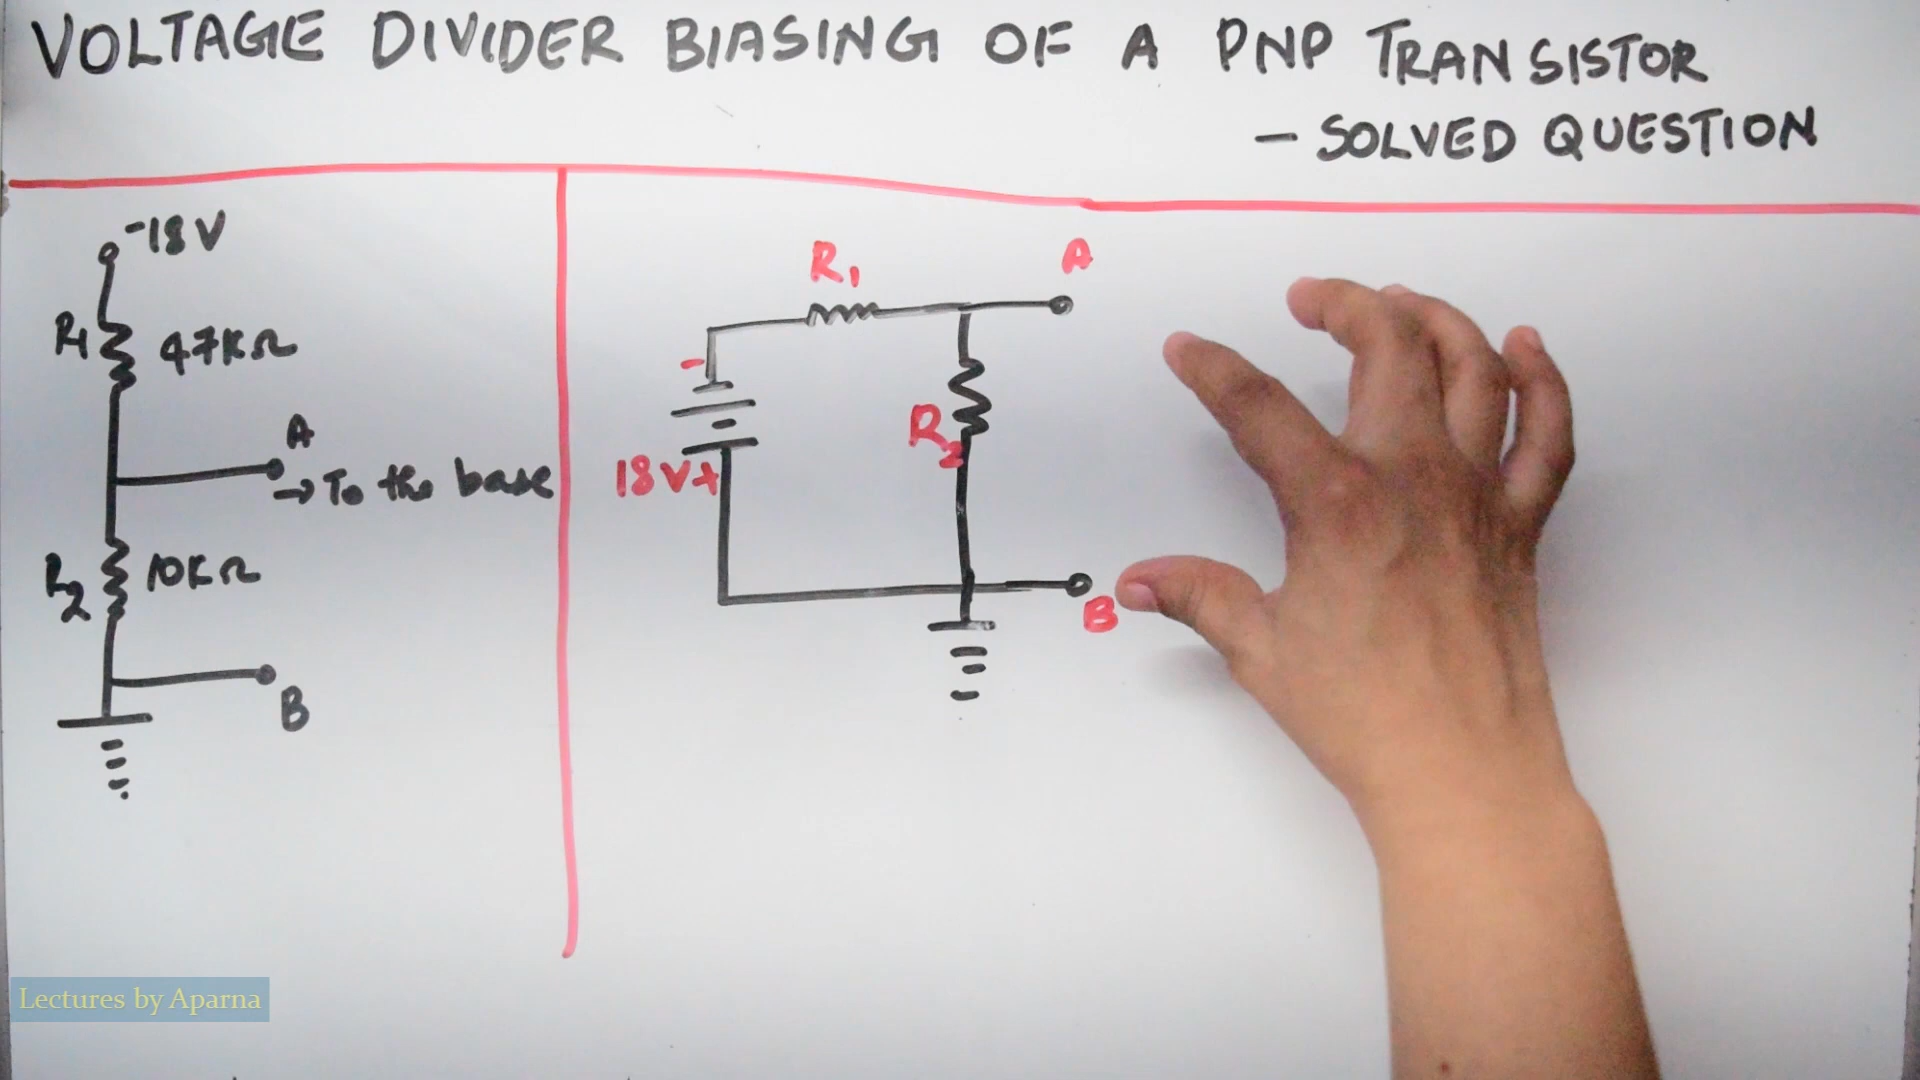 VOLTAGE DIVIDER BIASING OF A PNP TRANSISTOR
- SOLVED QUESTION
-18V
R1 47KΩ
A
→ To the base
R2 10KΩ
B
R1
A
-
R2
18V+
B
Lectures by Aparna